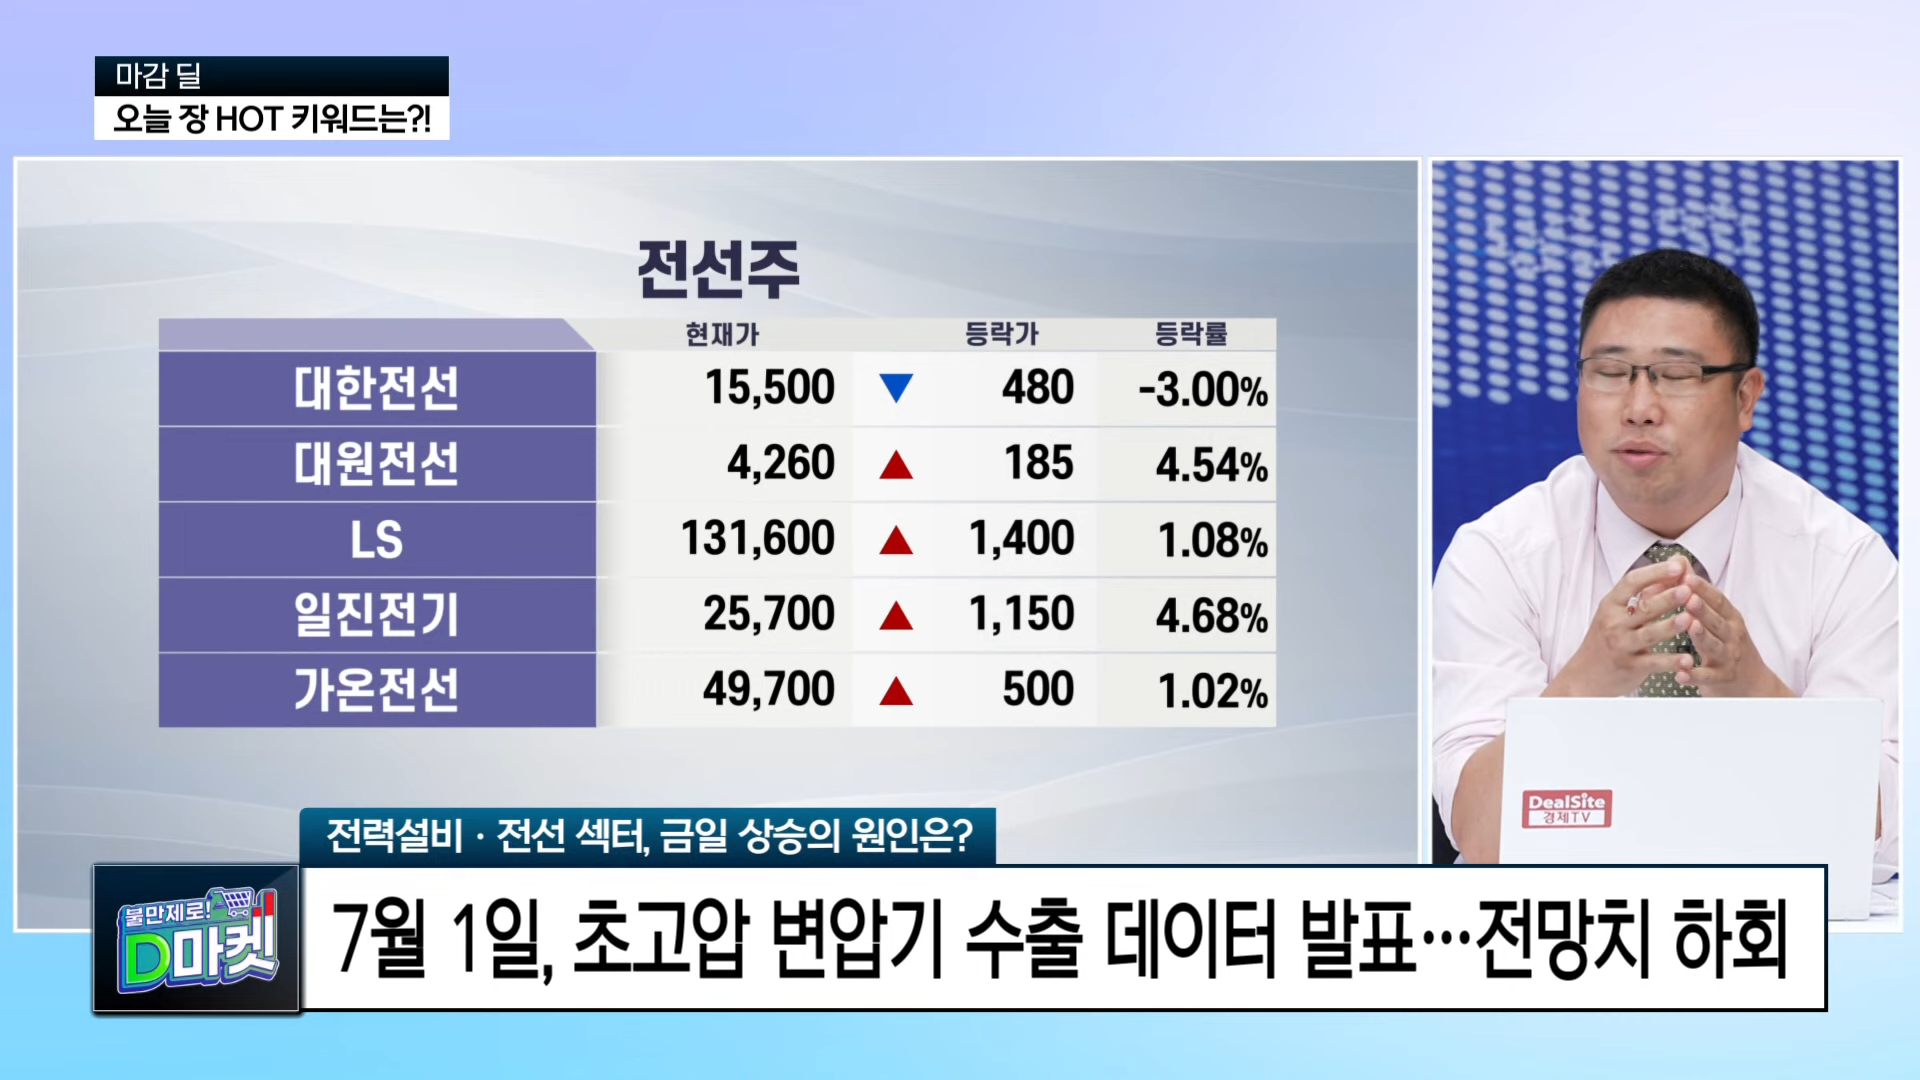 마감 딜
오늘 장 HOT 키워드는?!
전선주
현재가 등락가 등락률
대한전선 15,500 ▼ 480 -3.00%
대원전선 4,260 ▲ 185 4.54%
LS 131,600 ▲ 1,400 1.08%
일진전기 25,700 ▲ 1,150 4.68%
가온전선 49,700 ▲ 500 1.02%
DealSite
경제TV
전력설비·전선 섹터, 금일 상승의 원인은?
불만제로!
D마켓
7월 1일, 초고압 변압기 수출 데이터 발표…전망치 하회